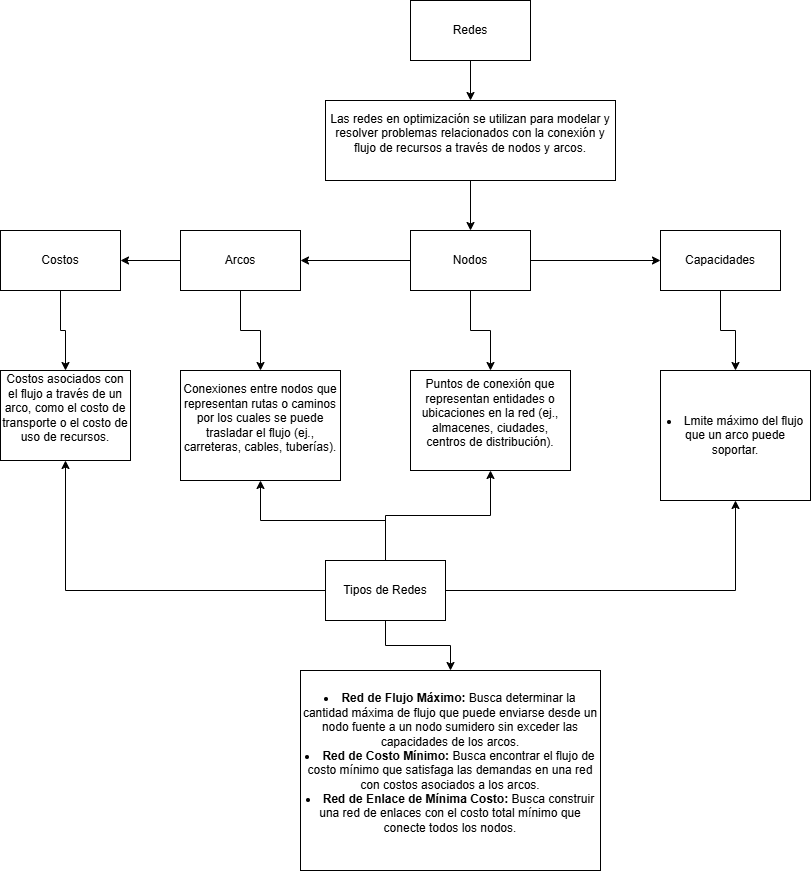 Redes
Las redes en optimización se utilizan para modelar y
resolver problemas relacionados con la conexión y
flujo de recursos a través de nodos y arcos.
Costos
Arcos
Nodos
Capacidades
Costos asociados con
el flujo a través de un
arco, como el costo de
transporte o el costo de
uso de recursos.
Conexiones entre nodos que
representan rutas o caminos
por los cuales se puede
trasladar el flujo (ej.,
carreteras, cables, tuberías).
Puntos de conexión que
representan entidades o
ubicaciones en la red (ej.,
almacenes, ciudades,
centros de distribución).
• Lmite máximo del flujo
que un arco puede
soportar.
Tipos de Redes
• Red de Flujo Máximo: Busca determinar la
cantidad máxima de flujo que puede enviarse desde un
nodo fuente a un nodo sumidero sin exceder las
capacidades de los arcos.
• Red de Costo Mínimo: Busca encontrar el flujo de
costo mínimo que satisfaga las demandas en una red
con costos asociados a los arcos.
• Red de Enlace de Mínima Costo: Busca construir
una red de enlaces con el costo total mínimo que
conecte todos los nodos.